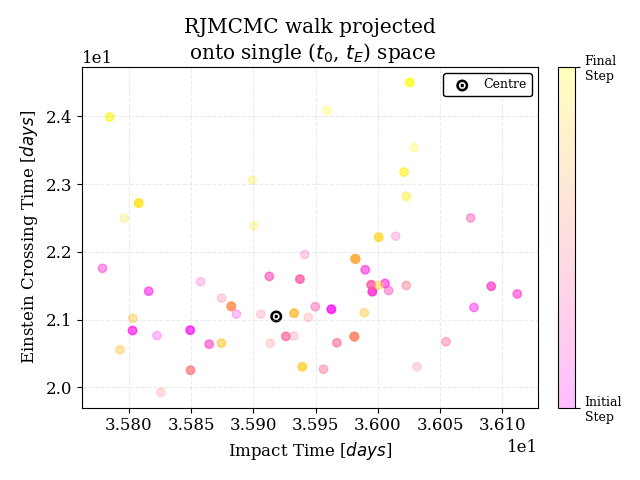 RJMCMC walk projected
onto single (t₀, t_E) space
1e1
Centre
Final
Step
2.4
2.3
2.2
2.1
2.0
Einstein Crossing Time [days]
3.580 3.585 3.590 3.595 3.600 3.605 3.610
Impact Time [days]
1e1
Initial
Step